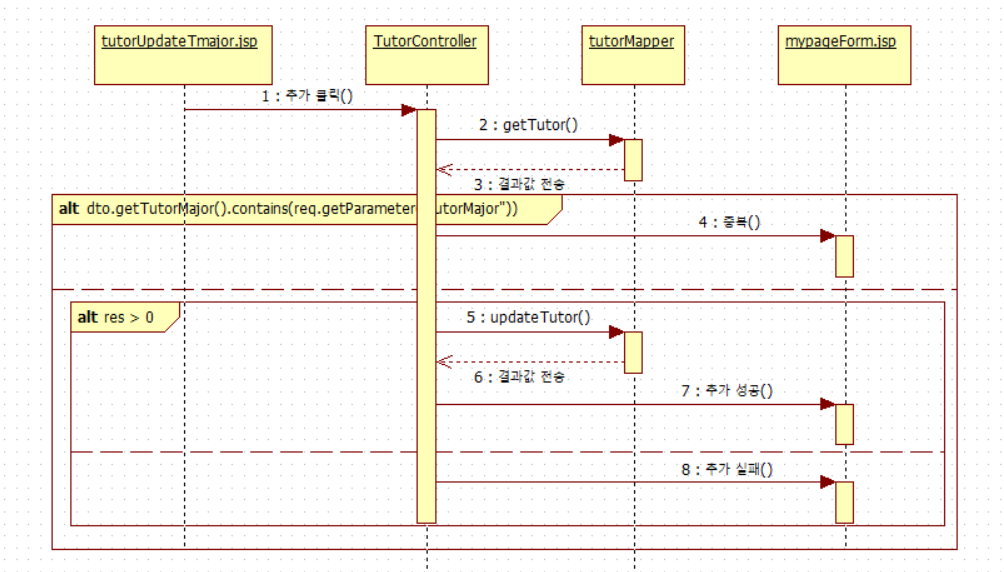 tutorUpdateTmajor.jsp
TutorController
tutorMapper
mypageForm.jsp
1 : 추가 클릭()
2 : getTutor()
3 : 결과값 전송
alt dto.getTutorMajor().contains(req.getParameter utorMajor"))
4 : 중복()
alt res > 0
5 : updateTutor()
6 : 결과값 전송
7 : 추가 성공()
8 : 추가 실패()